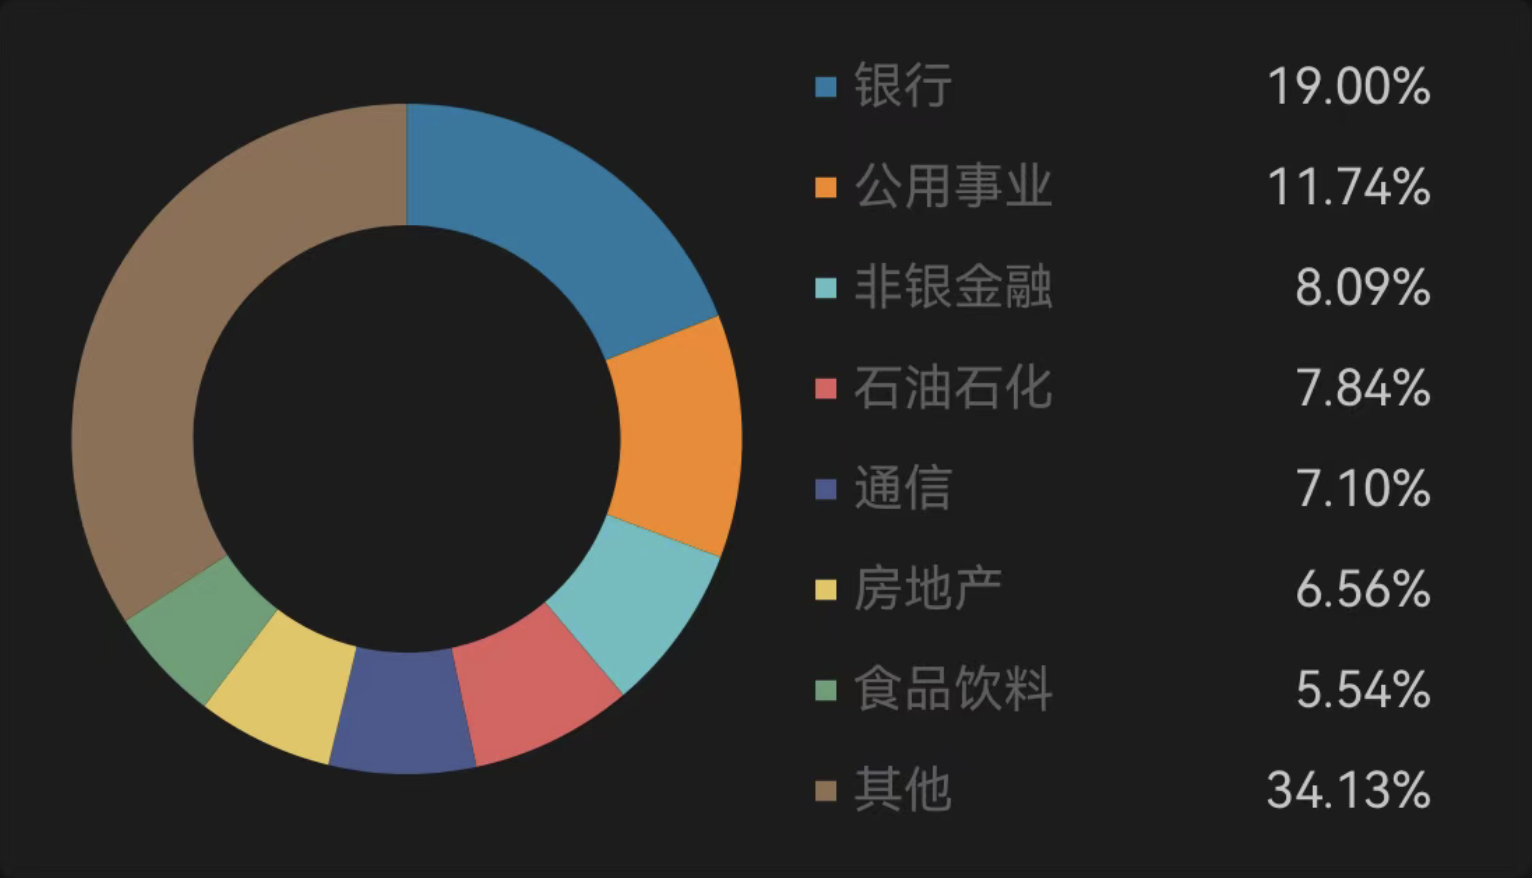 银行 19.00%
公用事业 11.74%
非银金融 8.09%
石油石化 7.84%
通信 7.10%
房地产 6.56%
食品饮料 5.54%
其他 34.13%